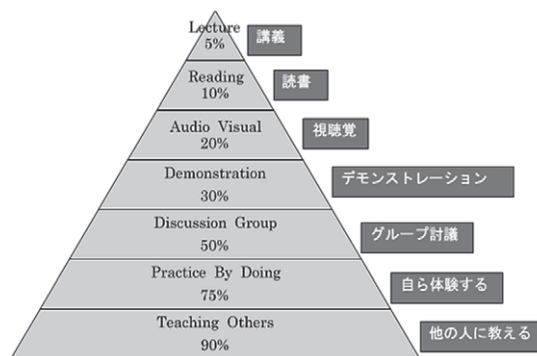 Lecture
5%
講義
Reading
10%
読書
Audio Visual
20%
視聴覚
Demonstration
30%
デモンストレーション
Discussion Group
50%
グループ討議
Practice By Doing
75%
自ら体験する
Teaching Others
90%
他の人に教える